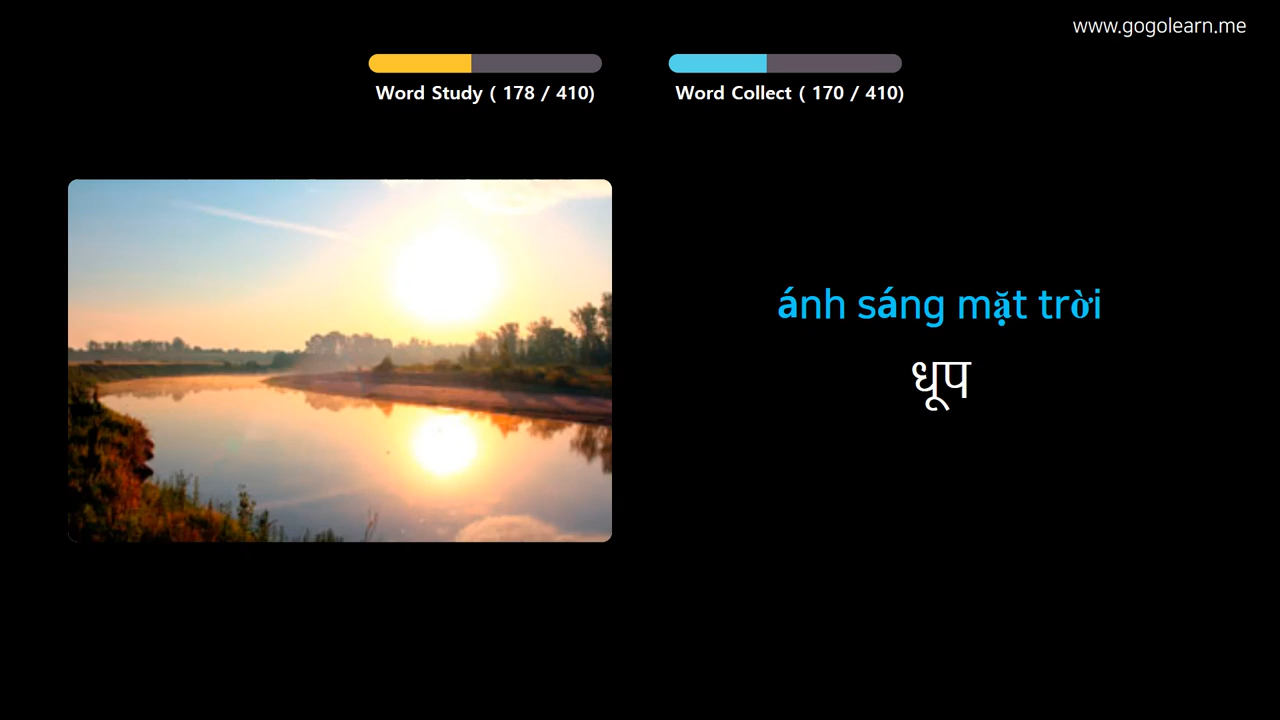 www.gogolearn.me
Word Study ( 178 / 410)
Word Collect ( 170 / 410)
ánh sáng mặt trời
धूप